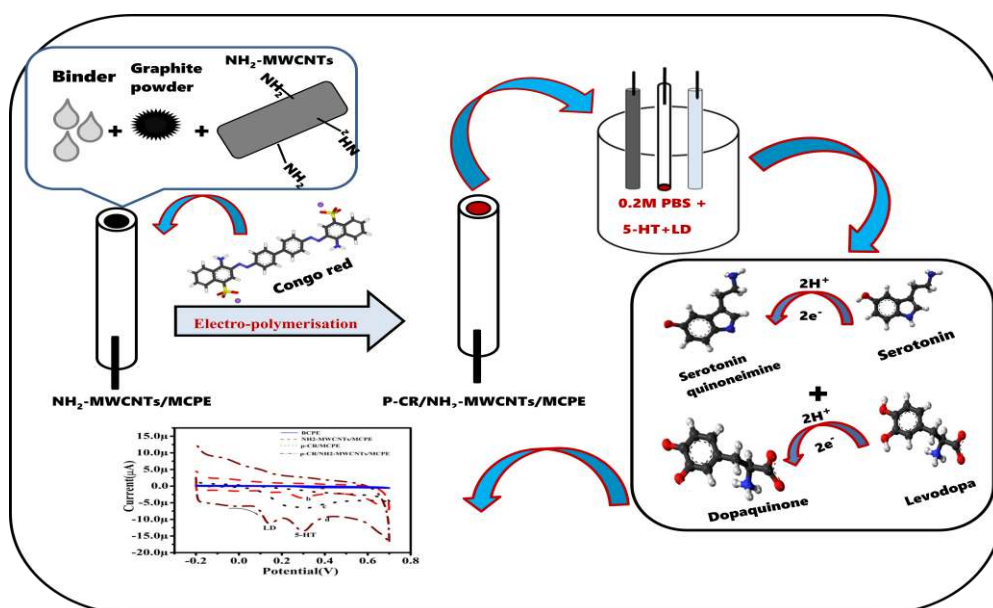 NH₂-MWCNTs
Binder
Graphite
powder
+
+
NH₂
NH₂
NH₂
Congo red
Electro-polymerisation
NH₂-MWCNTs/MCPE
P-CR/NH₂-MWCNTs/MCPE
0.2M PBS +
5-HT+LD
2H⁺
2e⁻
Serotonin
Serotonin
quinoneimine
+
2H⁺
2e⁻
Levodopa
Dopaquinone
BCPE
NH2-MWCNTs/MCPE
p-CR/MCPE
p-CR/NH2-MWCNTs/MCPE
Current(µA)
15.0µ
10.0µ
5.0µ
0.0
-5.0µ
-10.0µ
-15.0µ
-20.0µ
LD
5-HT
c
d
-0.2 0.0 0.2 0.4 0.6 0.8
Potential(V)